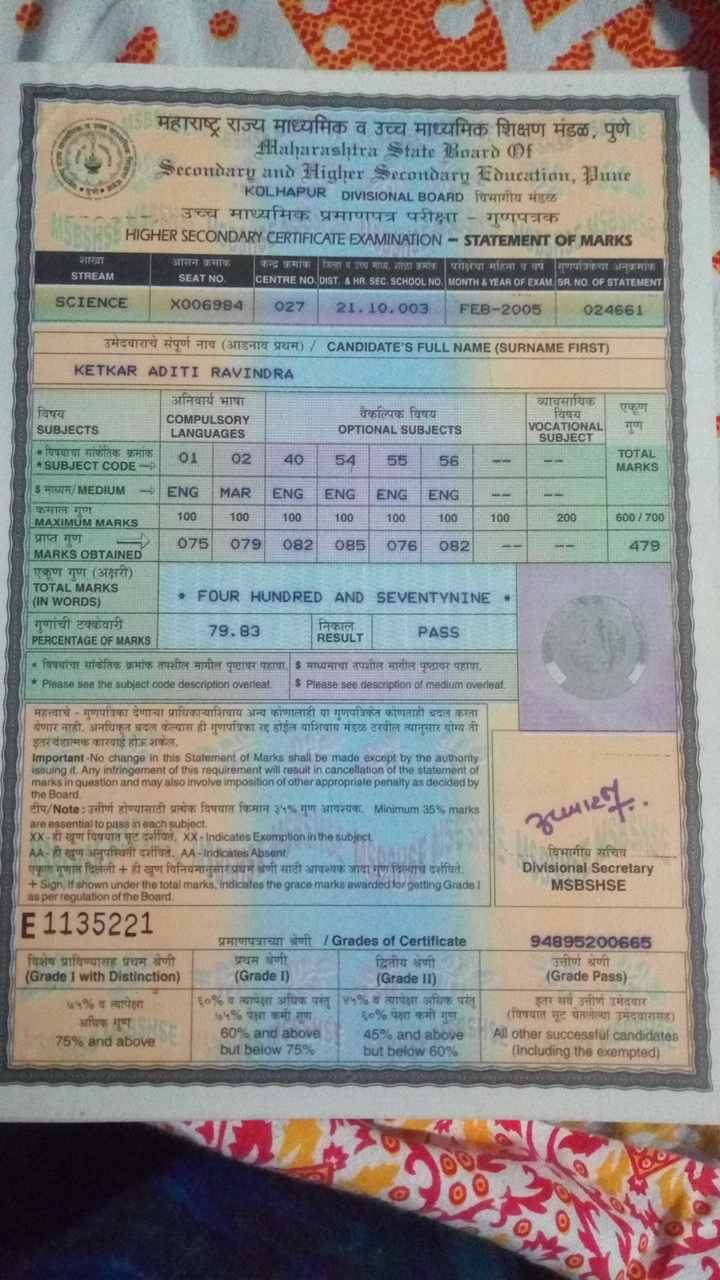 महाराष्ट्र राज्य माध्यमिक व उच्च माध्यमिक शिक्षण मंडळ, पुणे
Maharashtra State Board Of
Secondary and Higher Secondary Education, Pune
KOLHAPUR DIVISIONAL BOARD विभागीय मंडळ
उच्च माध्यमिक प्रमाणपत्र परीक्षा - गुणपत्रक
HIGHER SECONDARY CERTIFICATE EXAMINATION – STATEMENT OF MARKS
शाखा आसन क्रमांक केन्द्र क्रमांक जिल्हा व उच्च माध्य. शाखा क्रमांक परीक्षेचा महिना व वर्ष गुणपत्रिकेचा अनुक्रमांक
STREAM SEAT NO. CENTRE NO. DIST. & HR. SEC. SCHOOL NO. MONTH & YEAR OF EXAM. SR. NO. OF STATEMENT
SCIENCE X006984 027 21.10.003 FEB-2005 024661
उमेदवाराचे संपूर्ण नाव (आडनाव प्रथम) / CANDIDATE'S FULL NAME (SURNAME FIRST)
KETKAR ADITI RAVINDRA
विषय
SUBJECTS
अनिवार्य भाषा
COMPULSORY
LANGUAGES
वैकल्पिक विषय
OPTIONAL SUBJECTS
व्यावसायिक
विषय
VOCATIONAL
SUBJECT
एकूण
गुण
TOTAL
MARKS
* विषयाचा सांकेतिक क्रमांक
* SUBJECT CODE 01 02 40 54 55 56 -- --
$ माध्यम/ MEDIUM ENG MAR ENG ENG ENG ENG -- --
कमाल गुण
MAXIMUM MARKS 100 100 100 100 100 100 100 200 600 / 700
प्राप्त गुण
MARKS OBTAINED 075 079 082 085 076 082 -- -- 479
एकूण गुण (अक्षरी)
TOTAL MARKS
(IN WORDS)
* FOUR HUNDRED AND SEVENTYNINE *
गुणांची टक्केवारी
PERCENTAGE OF MARKS
79.83
निकाल
RESULT
PASS
* विषयांचा सांकेतिक क्रमांक तपशील मागील पृष्ठावर पहावा. $ माध्यमाचा तपशील मागील पृष्ठावर पहावा.
* Please see the subject code description overleaf. $ Please see description of medium overleaf.
महत्त्वाचे - गुणपत्रिका देणाऱ्या प्राधिकाऱ्याशिवाय अन्य कोणालाही या गुणपत्रिकेत कोणताही बदल करता
येणार नाही. अनधिकृत बदल केल्यास ही गुणपत्रिका रद्द होईल याशिवाय मंडळ ठरवील त्यानुसार योग्य ती
इतर दंडात्मक कारवाई होऊ शकेल.
Important -No change in this Statement of Marks shall be made except by the authority
issuing it. Any infringement of this requirement will result in cancellation of the statement of
marks in question and may also involve imposition of other appropriate penalty as decided by
the Board.
टीप/Note : उत्तीर्ण होण्यासाठी प्रत्येक विषयात किमान ३५% गुण आवश्यक. Minimum 35% marks
are essential to pass in each subject.
XX - ही खूण विषयात सूट दर्शविते. XX -Indicates Exemption in the subject.
AA - ही खूण अनुपस्थिती दर्शविते. AA -Indicates Absent
एकूण गुणात दिलेली + ही खूण विनियमानुसार प्रथम श्रेणी साठी आवश्यक जादा गुण दिल्याचे दर्शविते.
+ Sign, If shown under the total marks, indicates the grace marks awarded for getting Grade I
as per regulation of the Board.
विभागीय सचिव
Divisional Secretary
MSBSHSE
E 1135221
प्रमाणपत्राच्या श्रेणी / Grades of Certificate
94895200665
विशेष प्राविण्यासह प्रथम श्रेणी
(Grade I with Distinction)
प्रथम श्रेणी
(Grade I)
द्वितीय श्रेणी
(Grade II)
उत्तीर्ण श्रेणी
(Grade Pass)
७५% व त्यापेक्षा
अधिक गुण
75% and above
६०% व त्यापेक्षा अधिक परंतु
७५% पेक्षा कमी गुण
60% and above
but below 75%
४५% व त्यापेक्षा अधिक परंतु
६०% पेक्षा कमी गुण
45% and above
but below 60%
इतर सर्व उत्तीर्ण उमेदवार
(विषयात सूट घेतलेल्या उमेदवारासह)
All other successful candidates
(Including the exempted)